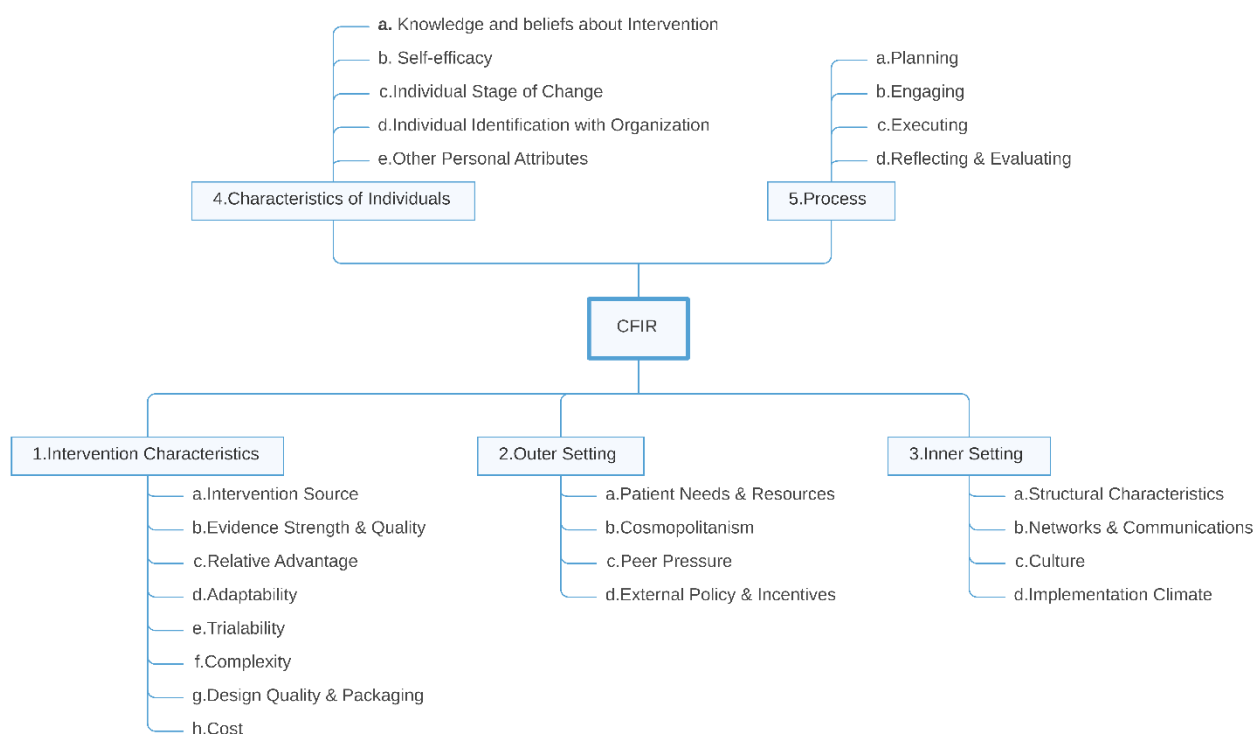 a. Knowledge and beliefs about Intervention
b. Self-efficacy
c.Individual Stage of Change
d.Individual Identification with Organization
e.Other Personal Attributes
4.Characteristics of Individuals
a.Planning
b.Engaging
c.Executing
d.Reflecting & Evaluating
5.Process
CFIR
1.Intervention Characteristics
a.Intervention Source
b.Evidence Strength & Quality
c.Relative Advantage
d.Adaptability
e.Trialability
f.Complexity
g.Design Quality & Packaging
h.Cost
2.Outer Setting
a.Patient Needs & Resources
b.Cosmopolitanism
c.Peer Pressure
d.External Policy & Incentives
3.Inner Setting
a.Structural Characteristics
b.Networks & Communications
c.Culture
d.Implementation Climate